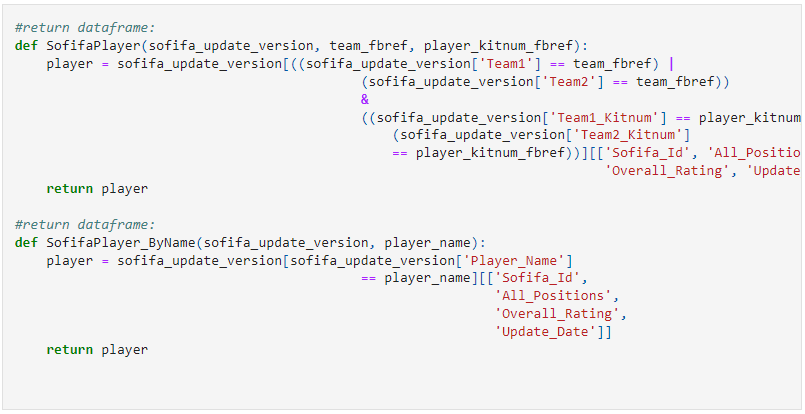 #return dataframe:
def SofifaPlayer(sofifa_update_version, team_fbref, player_kitnum_fbref):
    player = sofifa_update_version[((sofifa_update_version['Team1'] == team_fbref) |
                                            (sofifa_update_version['Team2'] == team_fbref))
                                            &
                                            ((sofifa_update_version['Team1_Kitnum'] == player_kitnum
                                                (sofifa_update_version['Team2_Kitnum']
                                                == player_kitnum_fbref))][['Sofifa_Id', 'All_Positio
                                                                           'Overall_Rating', 'Update
    return player
#return dataframe:
def SofifaPlayer_ByName(sofifa_update_version, player_name):
    player = sofifa_update_version[sofifa_update_version['Player_Name']
                                            == player_name][['Sofifa_Id',
                                                             'All_Positions',
                                                             'Overall_Rating',
                                                             'Update_Date']]
    return player